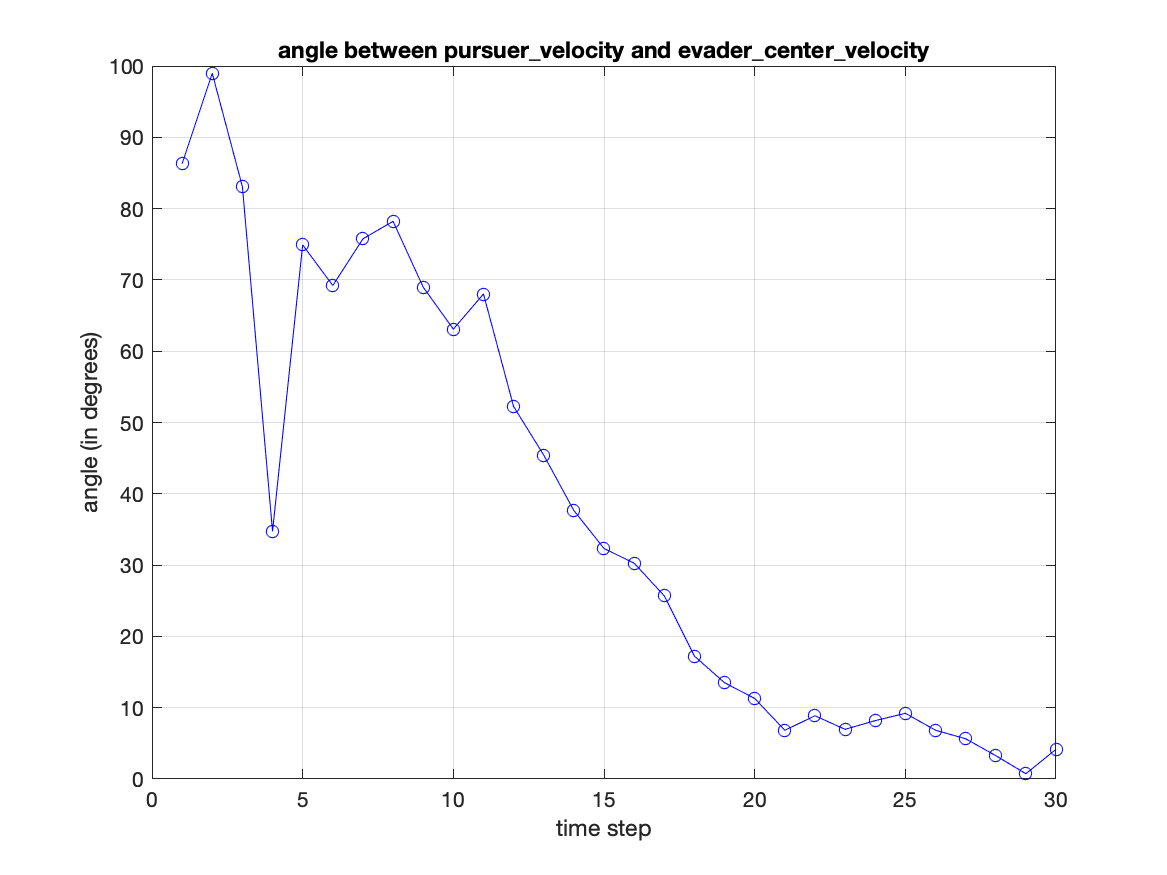 angle between pursuer_velocity and evader_center_velocity
100
90
80
70
60
50
40
30
20
10
0
angle (in degrees)
0 5 10 15 20 25 30
time step